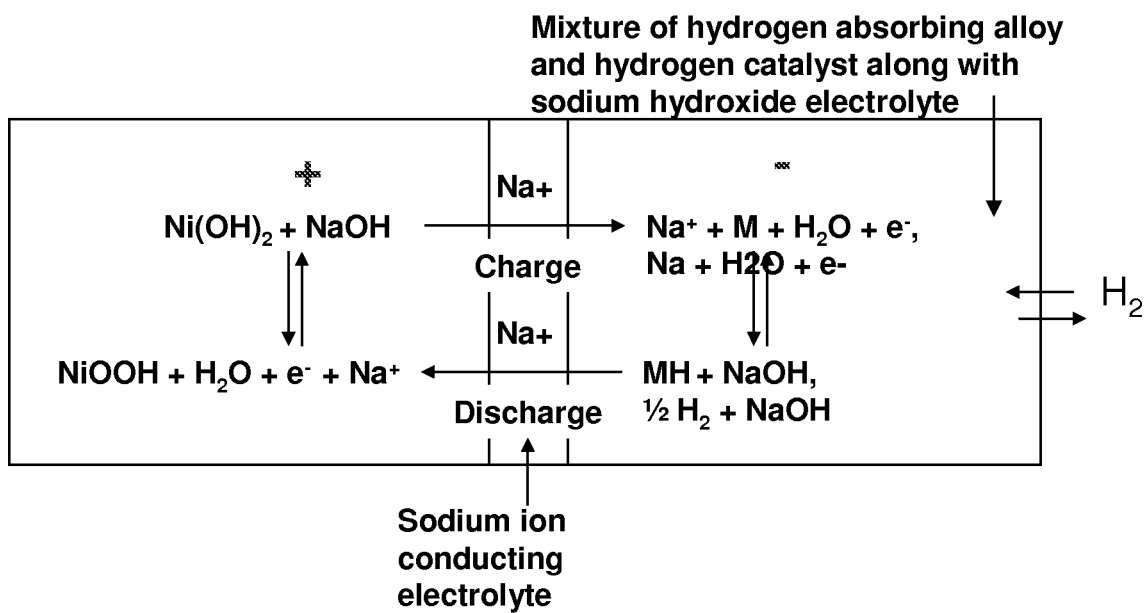 Mixture of hydrogen absorbing alloy
and hydrogen catalyst along with
sodium hydroxide electrolyte
+
-
Na+
Ni(OH)₂ + NaOH
Na⁺ + M + H₂O + e⁻,
Na + H2O + e-
Charge
H₂
Na+
NiOOH + H₂O + e⁻ + Na⁺
MH + NaOH,
½ H₂ + NaOH
Discharge
Sodium ion
conducting
electrolyte